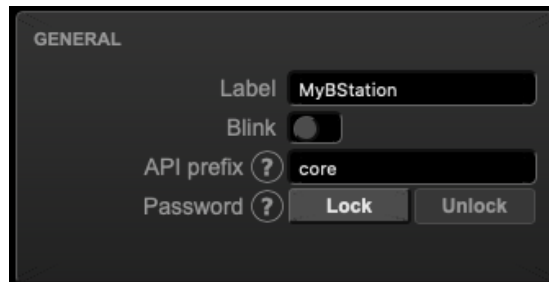 GENERAL
Label MyBStation
Blink
API prefix ? core
Password ? Lock Unlock